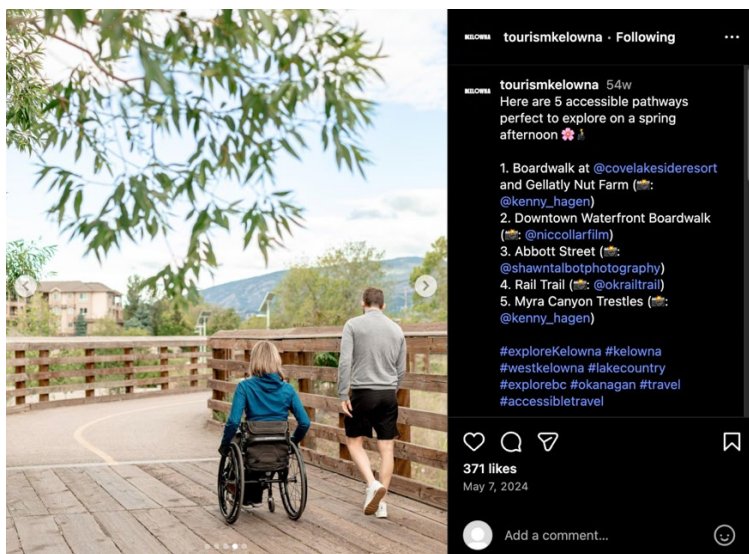 KELOWNA
tourismkelowna • Following
KELOWNA
tourismkelowna 54w
Here are 5 accessible pathways
perfect to explore on a spring
afternoon 🌸👩‍🦽
1. Boardwalk at @covelakesideresort
and Gellatly Nut Farm (📸:
@kenny_hagen)
2. Downtown Waterfront Boardwalk
(📸: @niccollarfilm)
3. Abbott Street (📸:
@shawntalbotphotography)
4. Rail Trail (📸: @okrailtrail)
5. Myra Canyon Trestles (📸:
@kenny_hagen)
#exploreKelowna #kelowna
#westkelowna #lakecountry
#explorebc #okanagan #travel
#accessibletravel
371 likes
May 7, 2024
Add a comment...